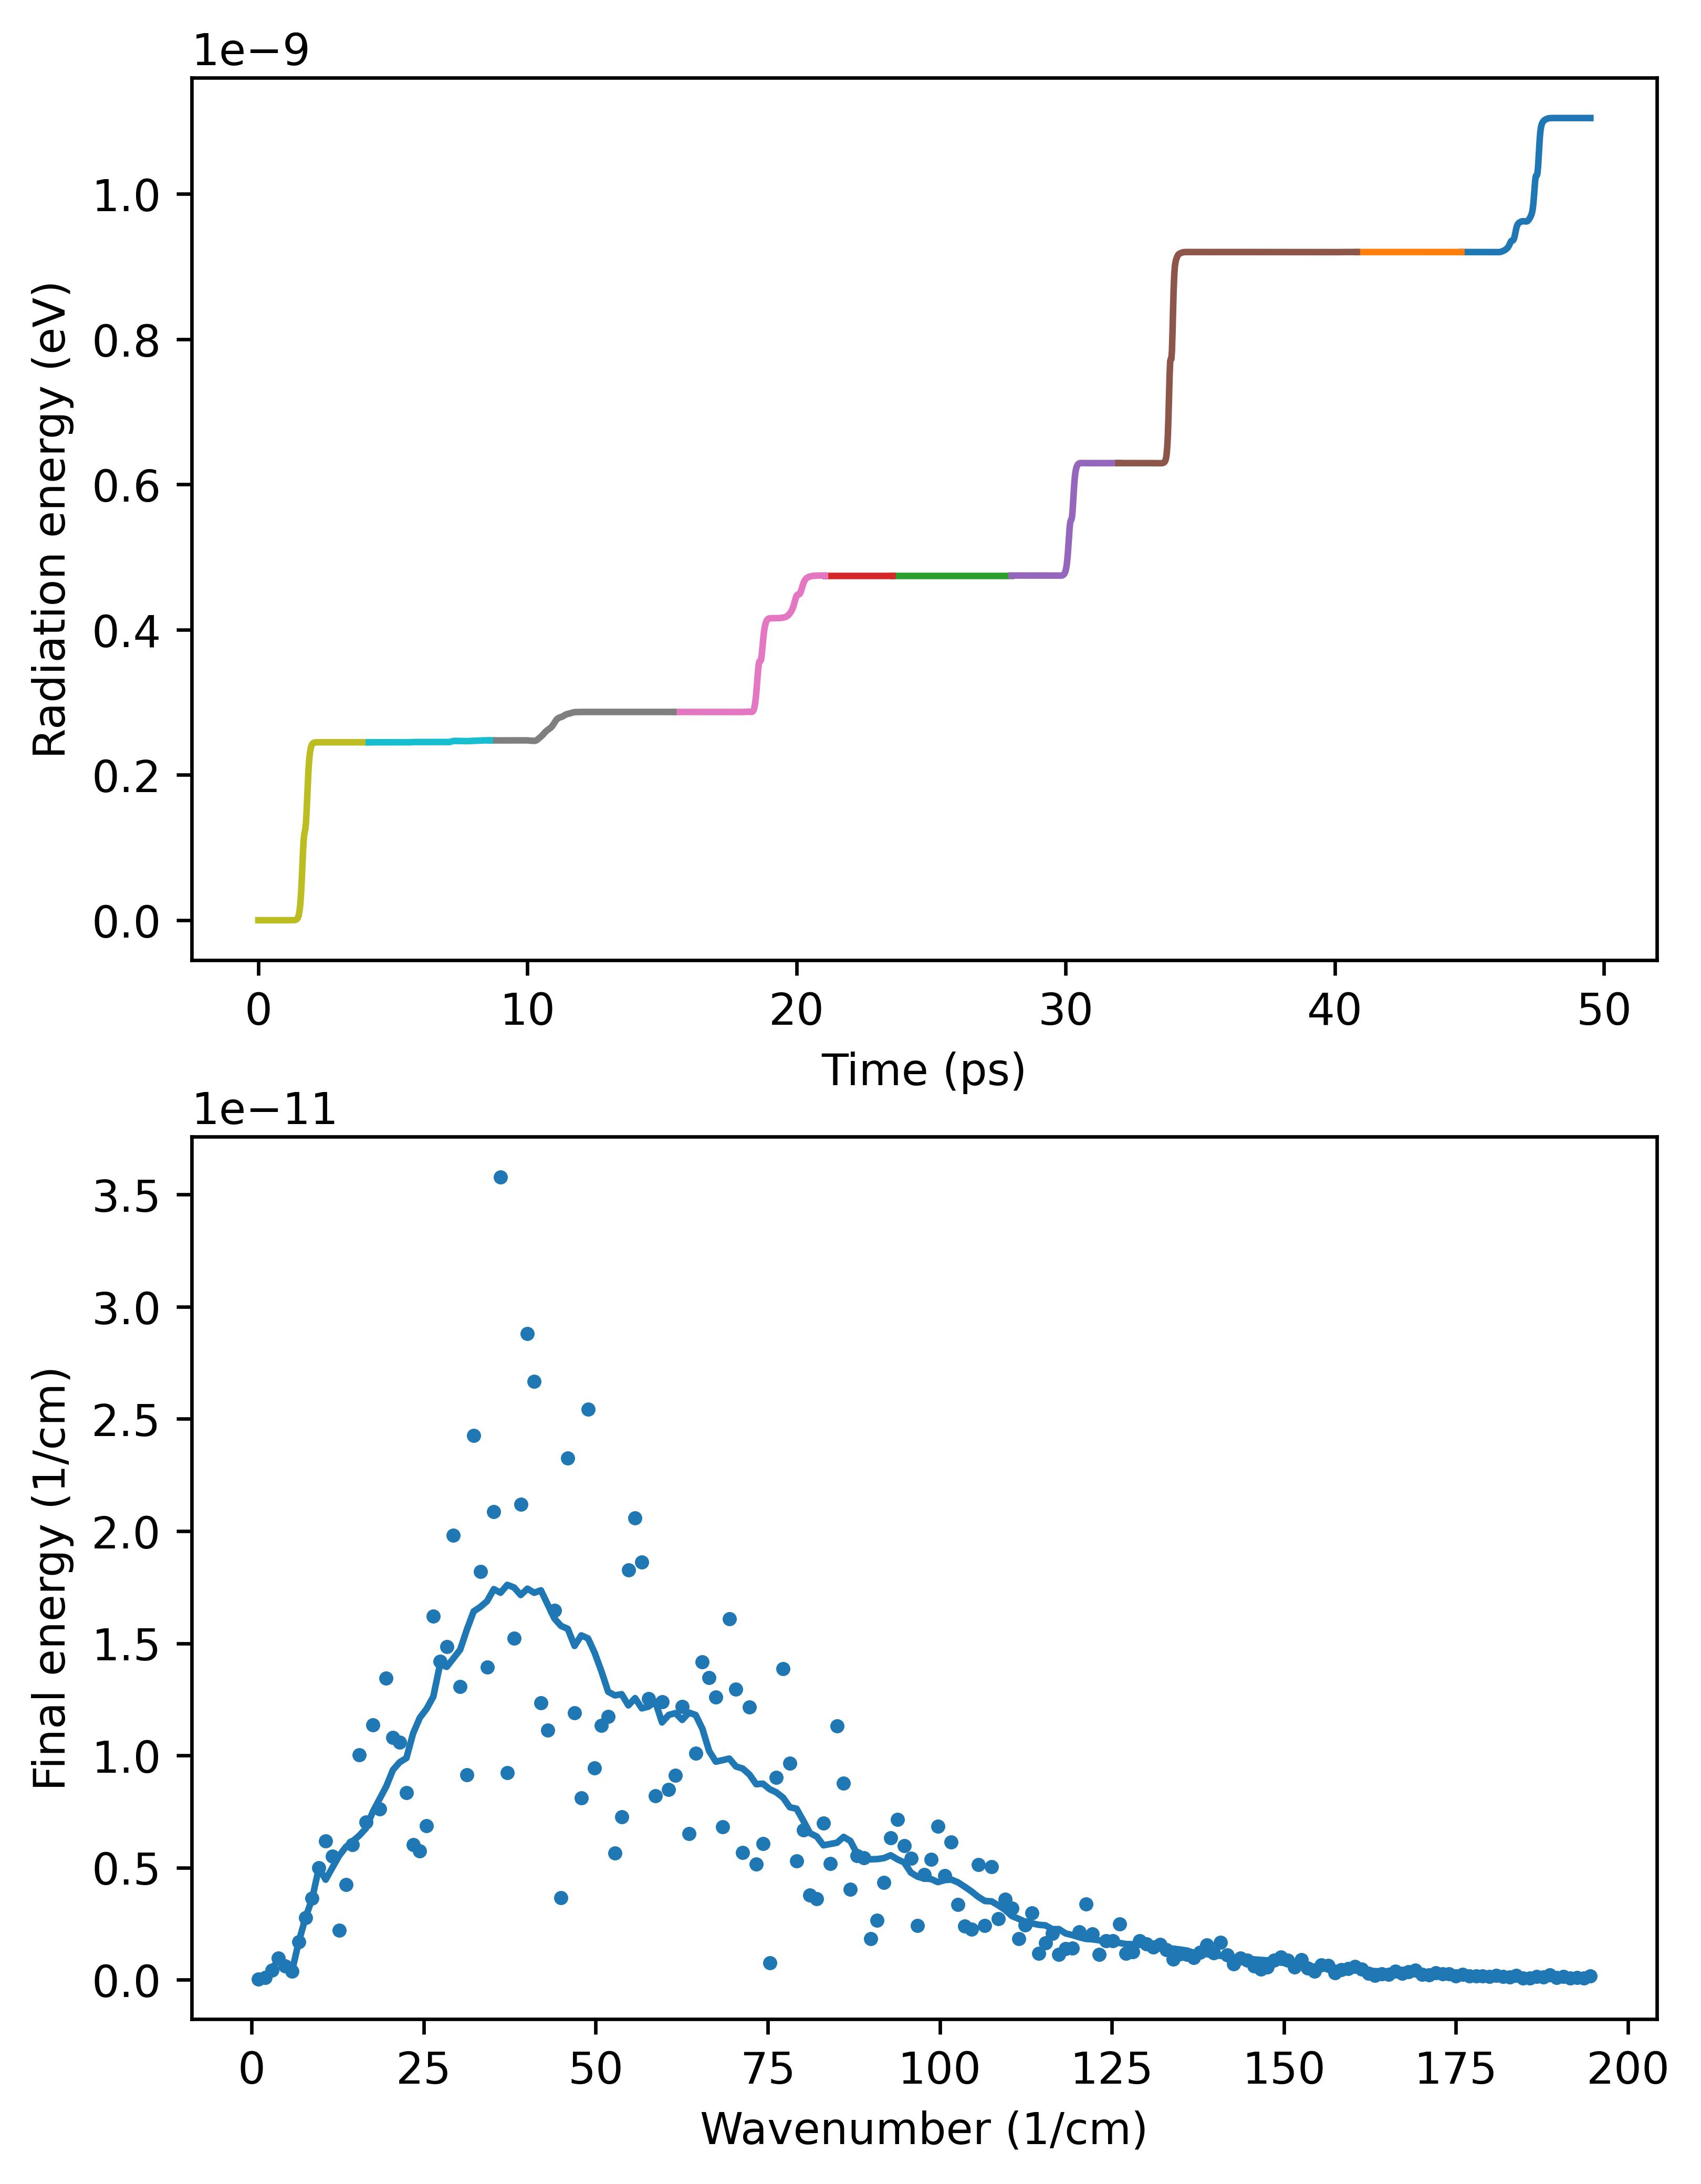 1e−9
1.0
0.8
0.6
0.4
0.2
0.0
Radiation energy (eV)
0 10 20 30 40 50
Time (ps)
1e−11
3.5
3.0
2.5
2.0
1.5
1.0
0.5
0.0
Final energy (1/cm)
0 25 50 75 100 125 150 175 200
Wavenumber (1/cm)